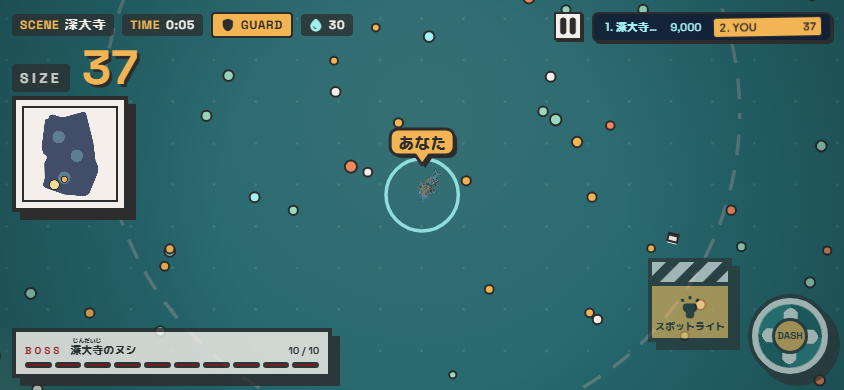 SCENE 深大寺
TIME 0:05
GUARD
30
1. 深大寺… 9,000
2. YOU 37
SIZE 37
あなた
スポットライト
DASH
じんだいじ
BOSS 深大寺のヌシ 10/10